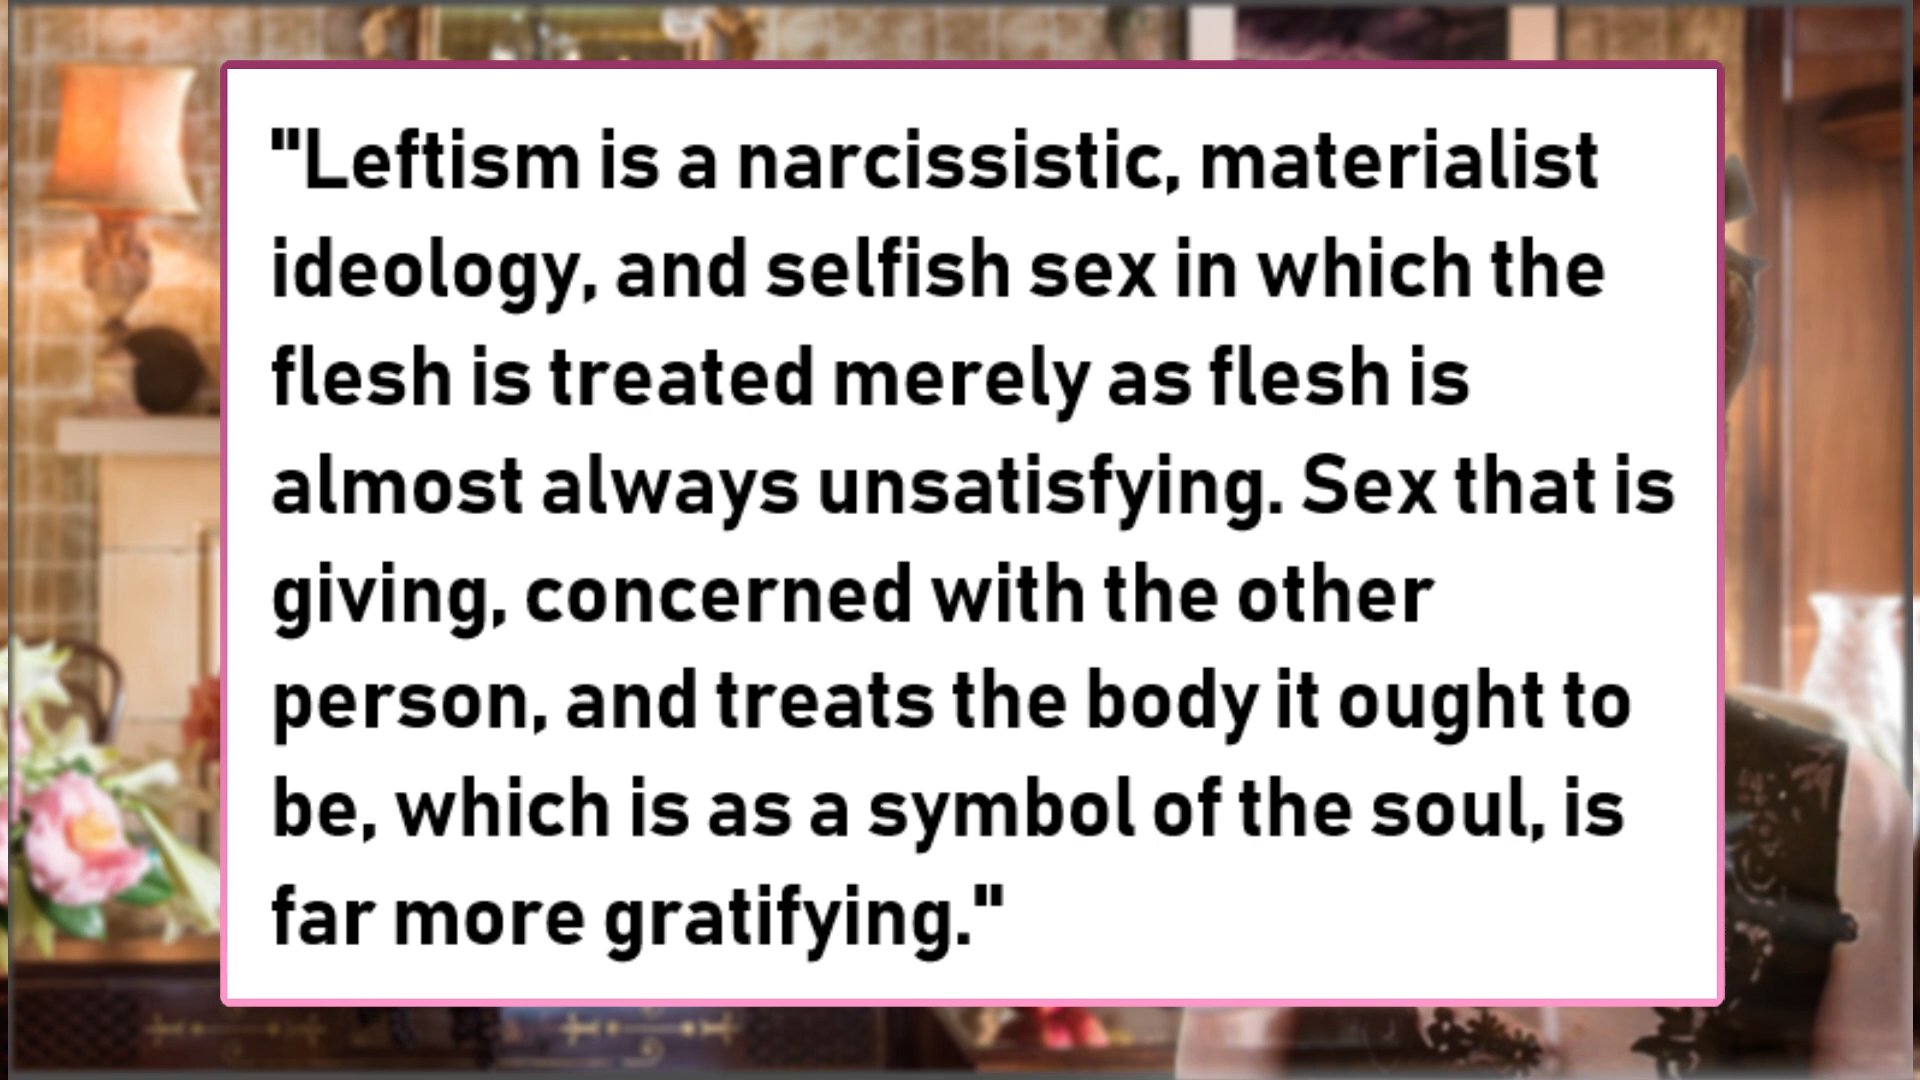 "Leftism is a narcissistic, materialist
ideology, and selfish sex in which the
flesh is treated merely as flesh is
almost always unsatisfying. Sex that is
giving, concerned with the other
person, and treats the body it ought to
be, which is as a symbol of the soul, is
far more gratifying."